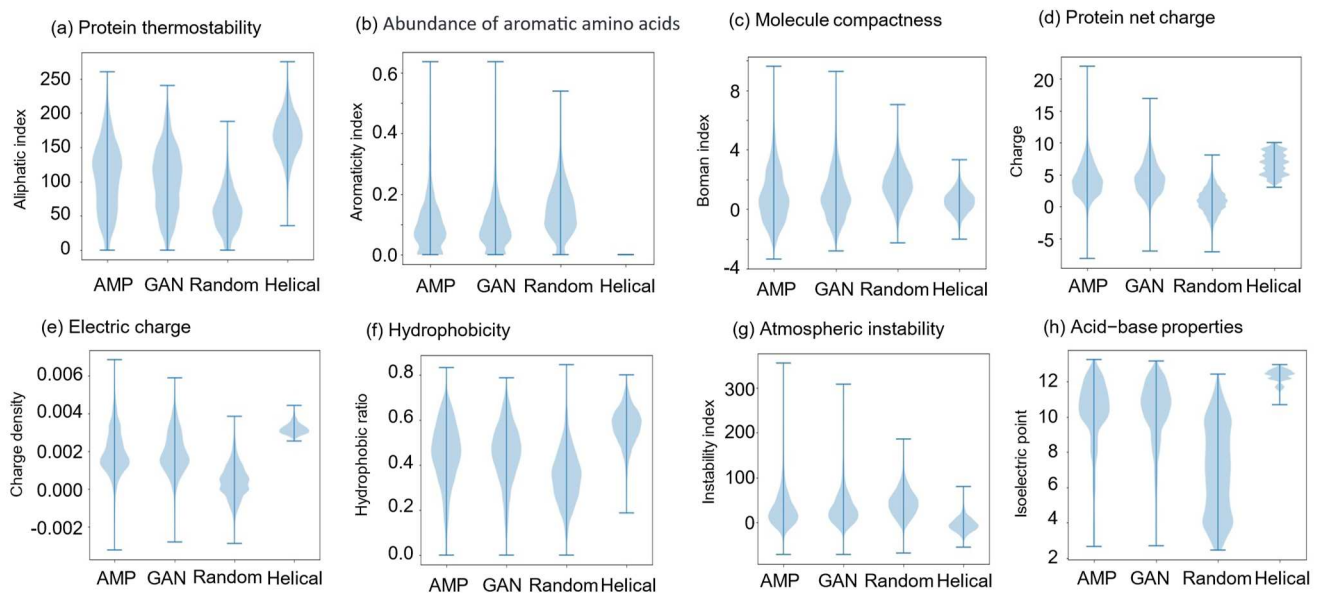 (a) Protein thermostability
Aliphatic index
250
200
150
100
50
0
AMP GAN Random Helical
(b) Abundance of aromatic amino acids
Aromaticity index
0.6
0.4
0.2
0.0
AMP GAN Random Helical
(c) Molecule compactness
Boman index
8
4
0
-4
AMP GAN Random Helical
(d) Protein net charge
Charge
20
15
10
5
0
-5
AMP GAN Random Helical
(e) Electric charge
Charge density
0.006
0.004
0.002
0.000
-0.002
AMP GAN Random Helical
(f) Hydrophobicity
Hydrophobic ratio
0.8
0.6
0.4
0.2
0.0
AMP GAN Random Helical
(g) Atmospheric instability
Instability index
300
200
100
0
AMP GAN Random Helical
(h) Acid−base properties
Isoelectric point
12
10
8
6
4
2
AMP GAN Random Helical